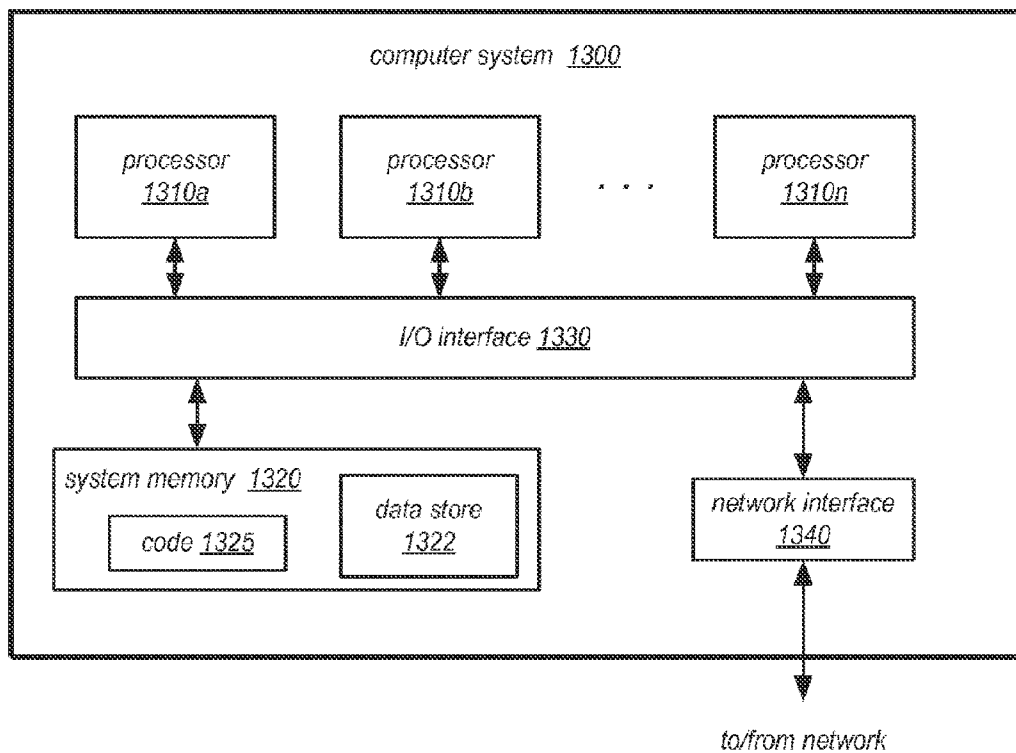 computer system 1300
processor
1310a
processor
1310b
. . .
processor
1310n
I/O interface 1330
system memory 1320
code 1325
data store
1322
network interface
1340
to/from network